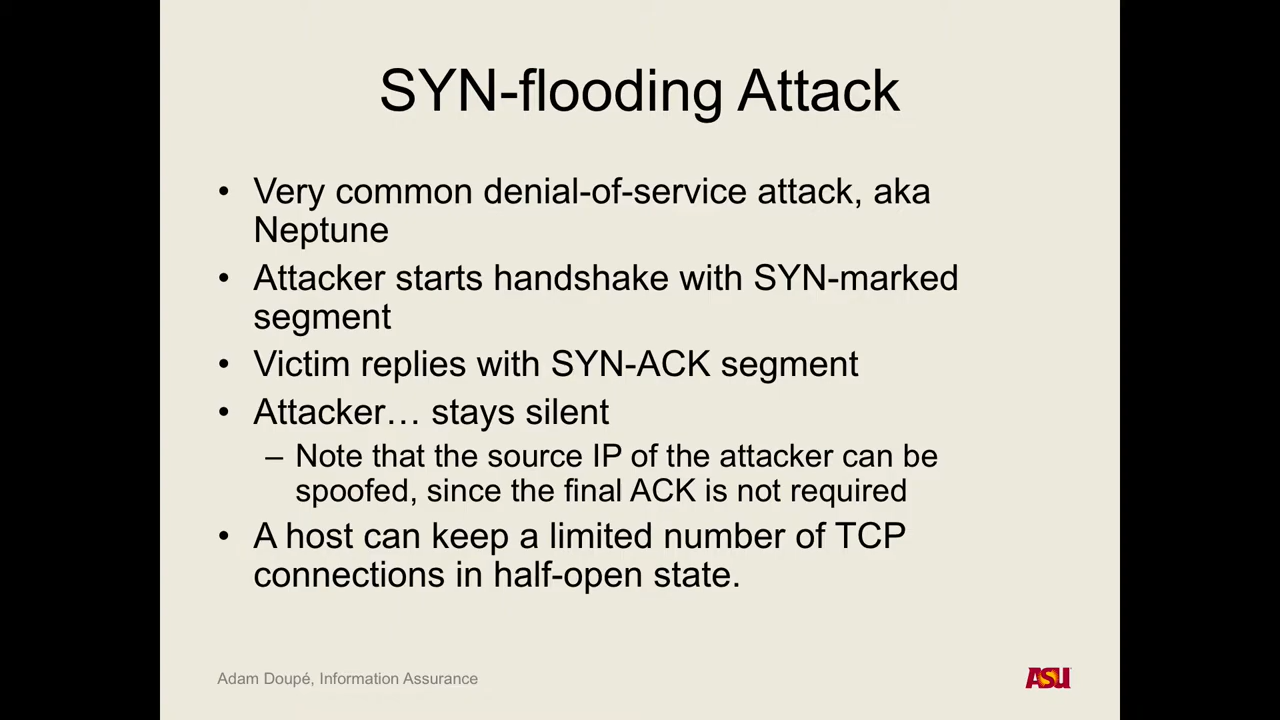 SYN-flooding Attack
• Very common denial-of-service attack, aka
Neptune
• Attacker starts handshake with SYN-marked
segment
• Victim replies with SYN-ACK segment
• Attacker… stays silent
– Note that the source IP of the attacker can be
spoofed, since the final ACK is not required
• A host can keep a limited number of TCP
connections in half-open state.
Adam Doupé, Information Assurance
ASU